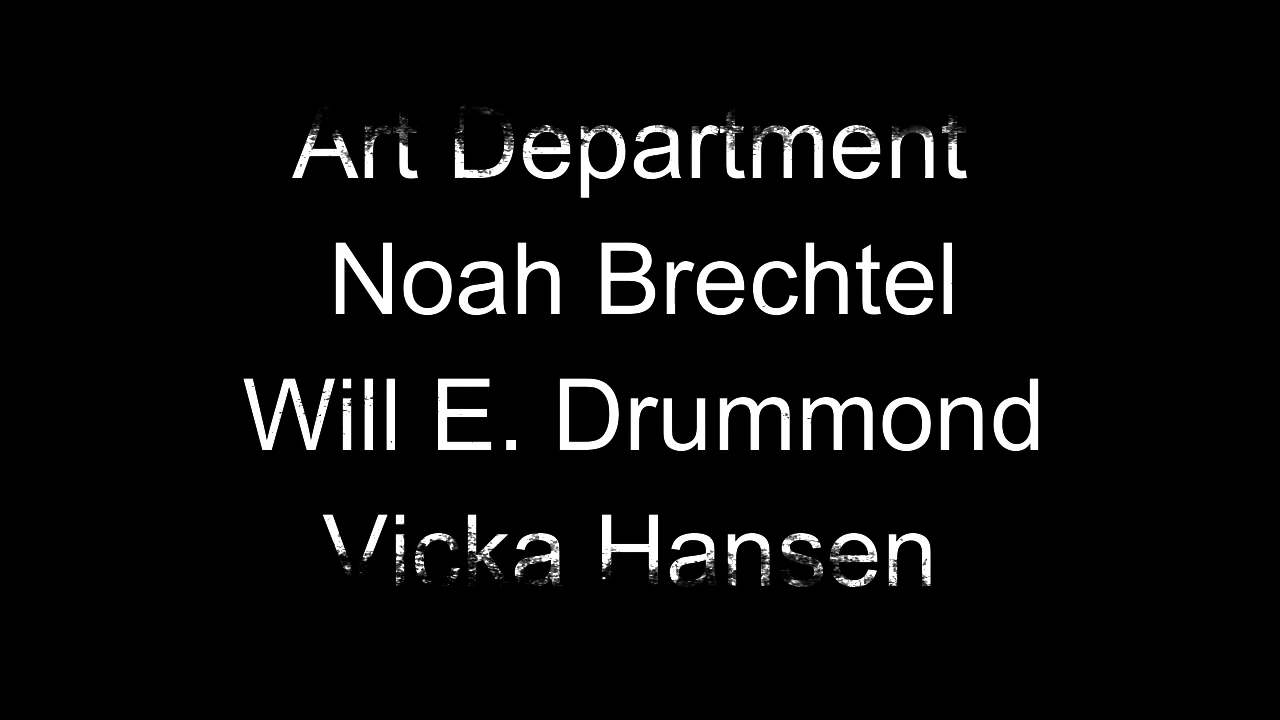 Art Department
Noah Brechtel
Will E. Drummond
Vicka Hansen